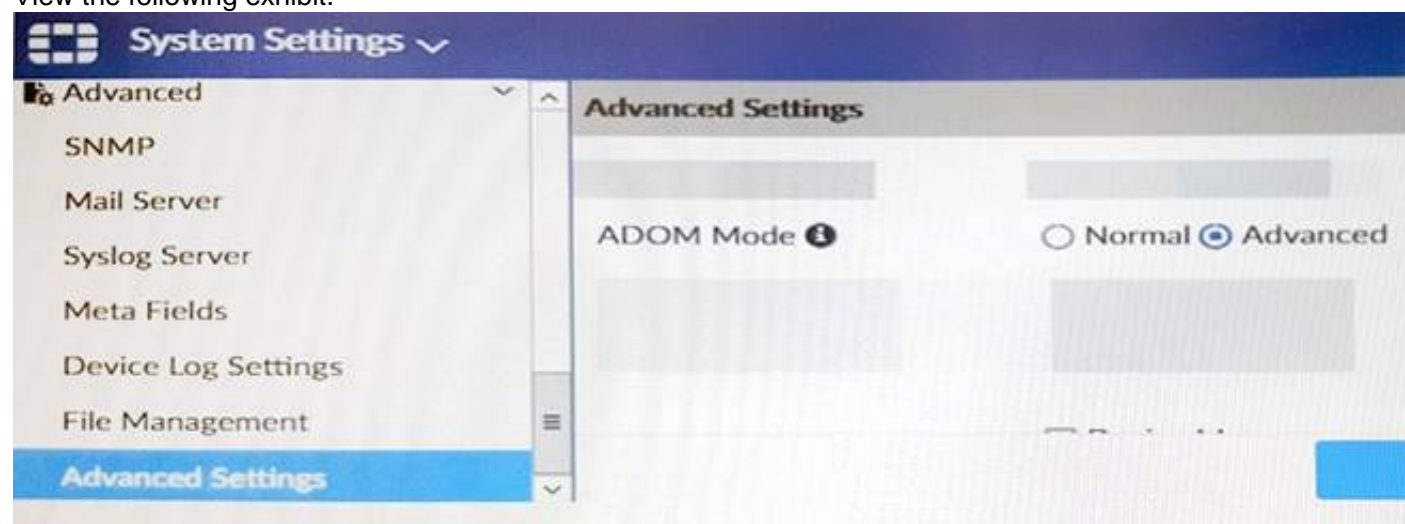 View the following exhibit:
System Settings
Advanced
Advanced Settings
SNMP
Mail Server
ADOM Mode
Normal Advanced
Syslog Server
Meta Fields
Device Log Settings
File Management
Advanced Settings